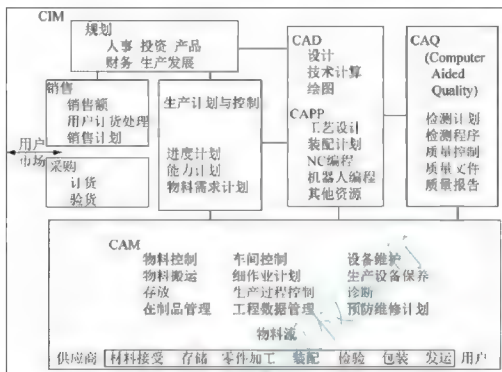 CIM
规划
人事 投资 产品
财务 生产发展
销售
销售额
用户订货处理
销售计划
用户
市场
采购
订货
验货
生产计划与控制
进度计划
能力计划
物料需求计划
CAD
设计
技术计算
绘图
CAPP
工艺设计
装配计划
NC编程
机器人编程
其他资源
CAQ
(Computer
Aided
Quality)
检测计划
检测程序
质量控制
质量文件
质量报告
CAM
物料控制 车间控制 设备维护
物料搬运 细作业计划 生产设备保养
存放 生产过程控制 诊断
在制品管理 工程数据管理 预防维修计划
物料流
供应商 材料接受 存储 零件加工 装配 检验 包装 发运 用户